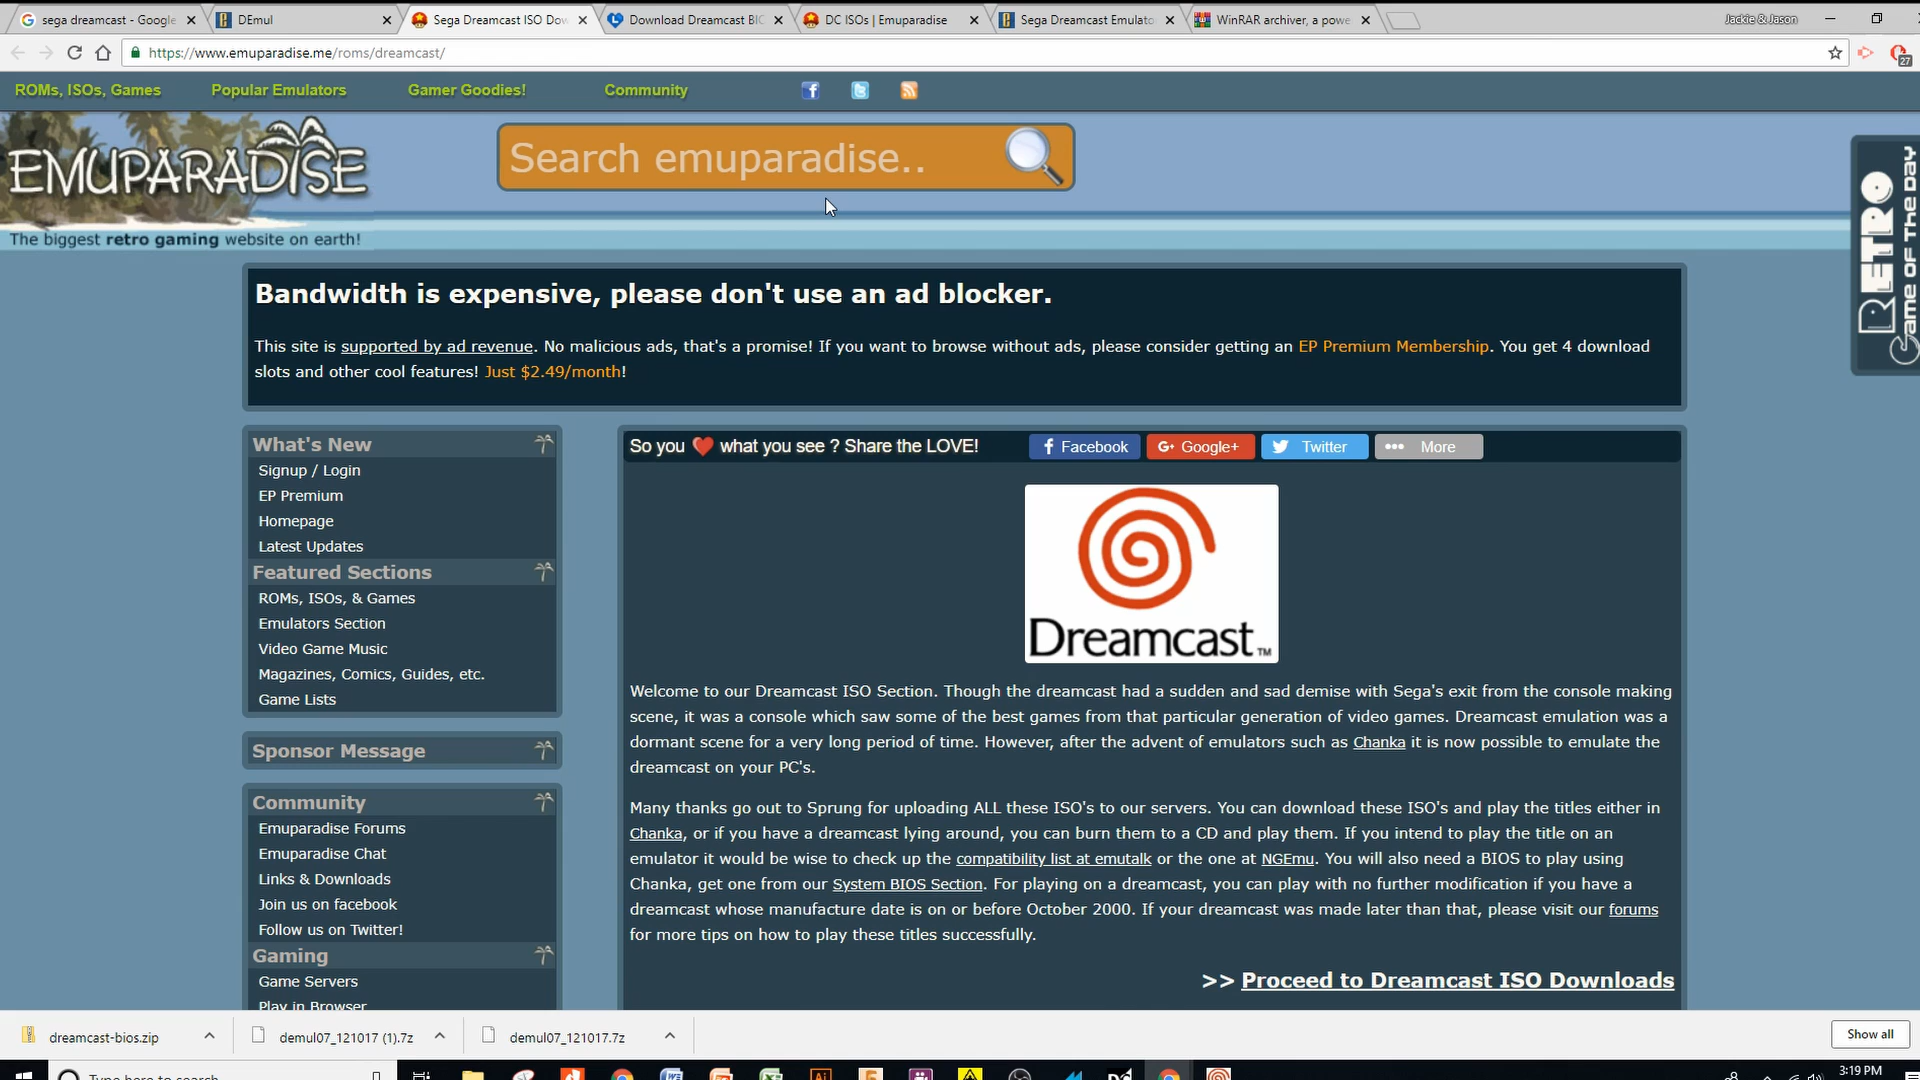 sega dreamcast - Google
DEmul
Sega Dreamcast ISO Dow
Download Dreamcast BIO
DC ISOs | Emuparadise
Sega Dreamcast Emulato
WinRAR archiver, a powe
Jackie & Jason
https://www.emuparadise.me/roms/dreamcast/
27
ROMs, ISOs, Games
Popular Emulators
Gamer Goodies!
Community
EMUPARADISE
Search emuparadise..
The biggest retro gaming website on earth!
RETRO
Game OF THE DAY
Bandwidth is expensive, please don't use an ad blocker.
This site is supported by ad revenue. No malicious ads, that's a promise! If you want to browse without ads, please consider getting an EP Premium Membership. You get 4 download
slots and other cool features! Just $2.49/month!
What's New
Signup / Login
EP Premium
Homepage
Latest Updates
Featured Sections
ROMs, ISOs, & Games
Emulators Section
Video Game Music
Magazines, Comics, Guides, etc.
Game Lists
Sponsor Message
Community
Emuparadise Forums
Emuparadise Chat
Links & Downloads
Join us on facebook
Follow us on Twitter!
Gaming
Game Servers
Play in Browser
So you ❤ what you see ? Share the LOVE!
Facebook
G+ Google+
Twitter
More
Dreamcast™
Welcome to our Dreamcast ISO Section. Though the dreamcast had a sudden and sad demise with Sega's exit from the console making
scene, it was a console which saw some of the best games from that particular generation of video games. Dreamcast emulation was a
dormant scene for a very long period of time. However, after the advent of emulators such as Chanka it is now possible to emulate the
dreamcast on your PC's.
Many thanks go out to Sprung for uploading ALL these ISO's to our servers. You can download these ISO's and play the titles either in
Chanka, or if you have a dreamcast lying around, you can burn them to a CD and play them. If you intend to play the title on an
emulator it would be wise to check up the compatibility list at emutalk or the one at NGEmu. You will also need a BIOS to play using
Chanka, get one from our System BIOS Section. For playing on a dreamcast, you can play with no further modification if you have a
dreamcast whose manufacture date is on or before October 2000. If your dreamcast was made later than that, please visit our forums
for more tips on how to play these titles successfully.
>> Proceed to Dreamcast ISO Downloads
dreamcast-bios.zip
demul07_121017 (1).7z
demul07_121017.7z
Show all
Type here to search
3:19 PM